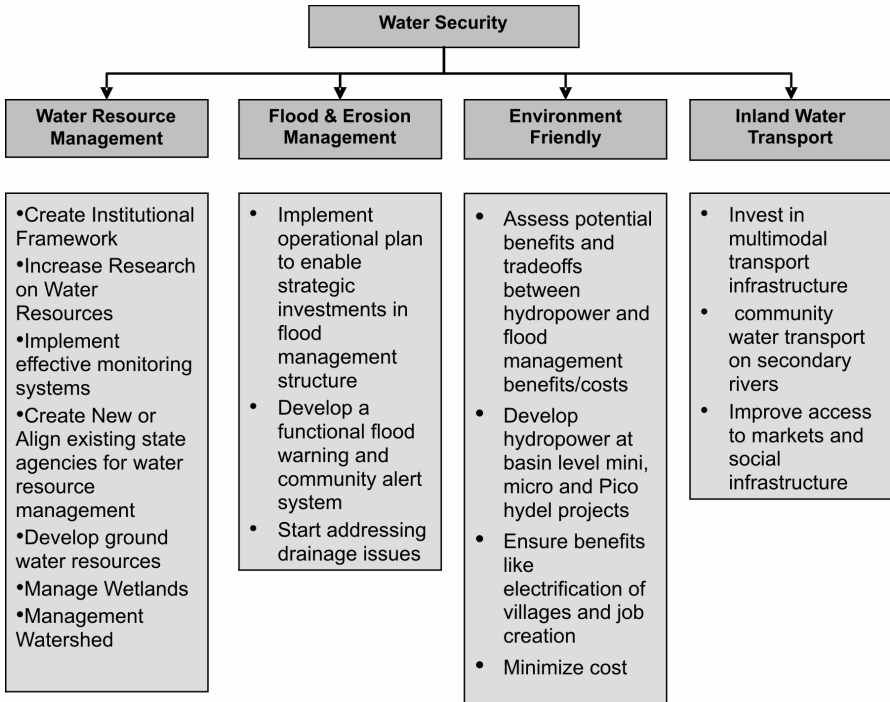 Water Security
Water Resource
Management
Flood & Erosion
Management
Environment
Friendly
Inland Water
Transport
•Create Institutional
Framework
•Increase Research
on Water
Resources
•Implement
effective monitoring
systems
•Create New or
Align existing state
agencies for water
resource
management
•Develop ground
water resources
•Manage Wetlands
•Management
Watershed
• Implement
operational plan
to enable
strategic
investments in
flood
management
structure
• Develop a
functional flood
warning and
community alert
system
• Start addressing
drainage issues
• Assess potential
benefits and
tradeoffs
between
hydropower and
flood
management
benefits/costs
• Develop
hydropower at
basin level mini,
micro and Pico
hydel projects
• Ensure benefits
like
electrification of
villages and job
creation
• Minimize cost
• Invest in
multimodal
transport
infrastructure
• community
water transport
on secondary
rivers
• Improve access
to markets and
social
infrastructure